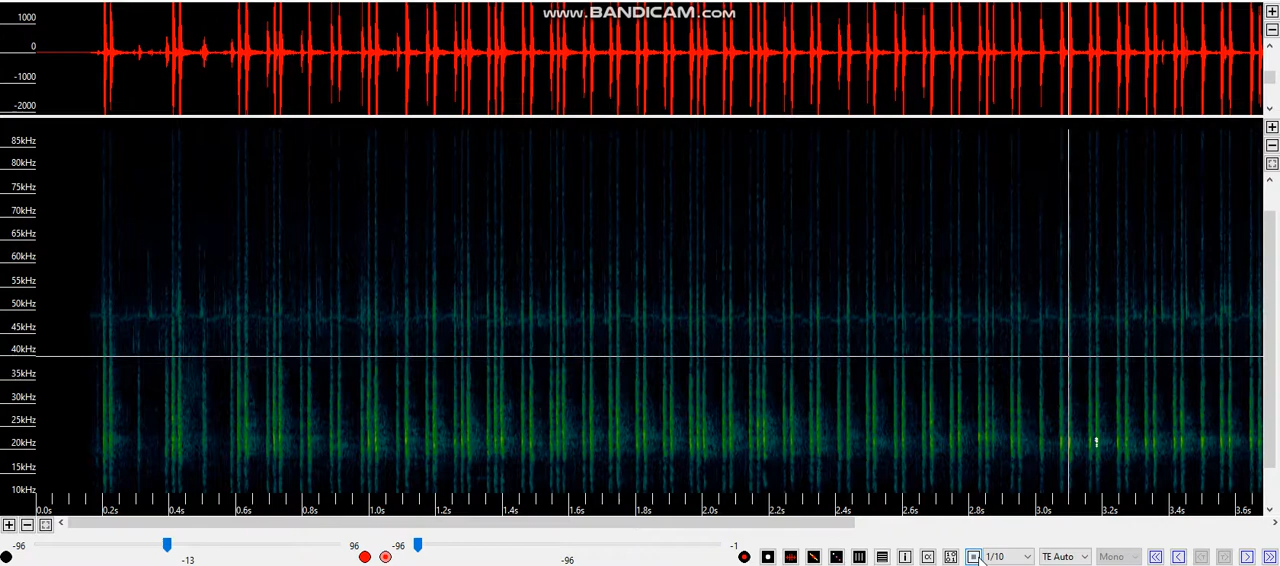 www.BANDICAM.com
1000
0
-1000
-2000
85kHz
80kHz
75kHz
70kHz
65kHz
60kHz
55kHz
50kHz
45kHz
40kHz
35kHz
30kHz
25kHz
20kHz
15kHz
10kHz
0.0s 0.2s 0.4s 0.6s 0.8s 1.0s 1.2s 1.4s 1.6s 1.8s 2.0s 2.2s 2.4s 2.6s 2.8s 3.0s 3.2s 3.4s 3.6s
-96 96 -96 -1
-13 -96
1/10 TE Auto Mono